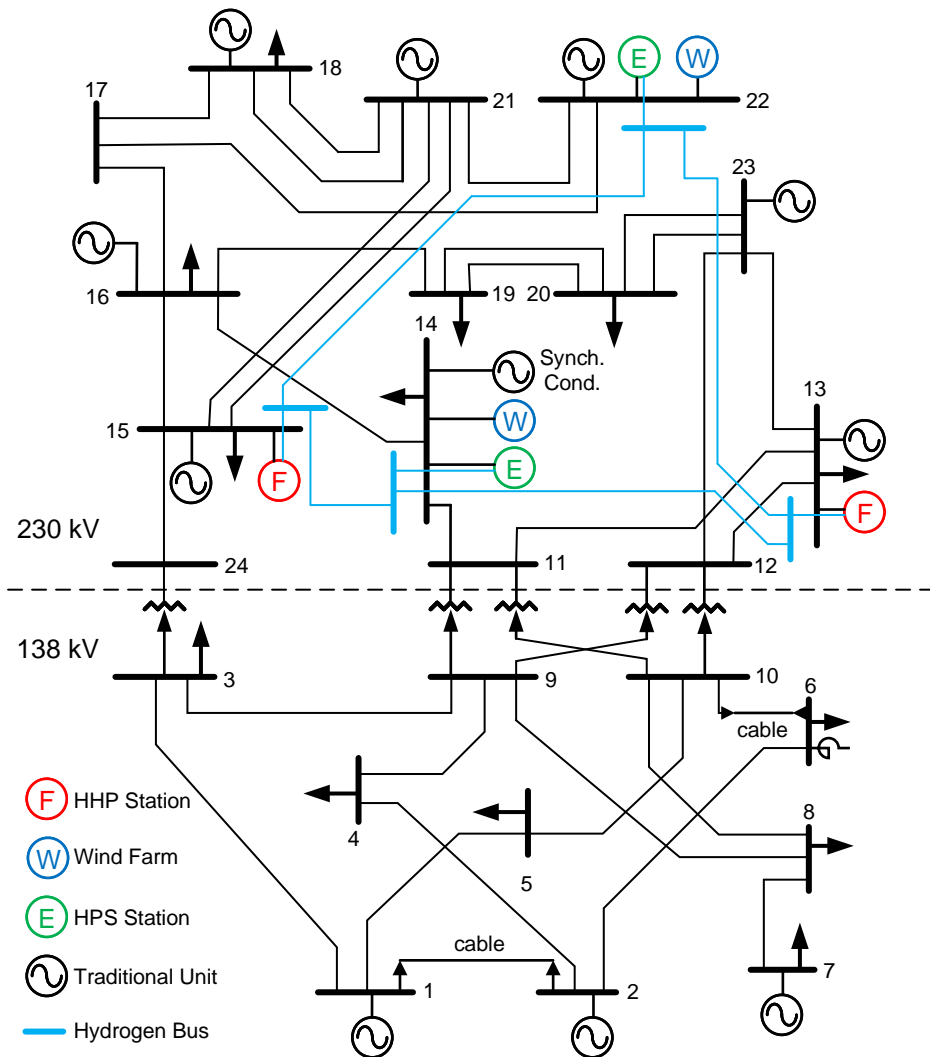 18
17
21
E
W
22
23
16
19
20
14
Synch.
Cond.
W
13
15
E
F
F
230 kV
24
11
12
138 kV
3
9
10
6
cable
F HHP Station
4
8
W Wind Farm
5
E HPS Station
cable
Traditional Unit
7
1
2
Hydrogen Bus